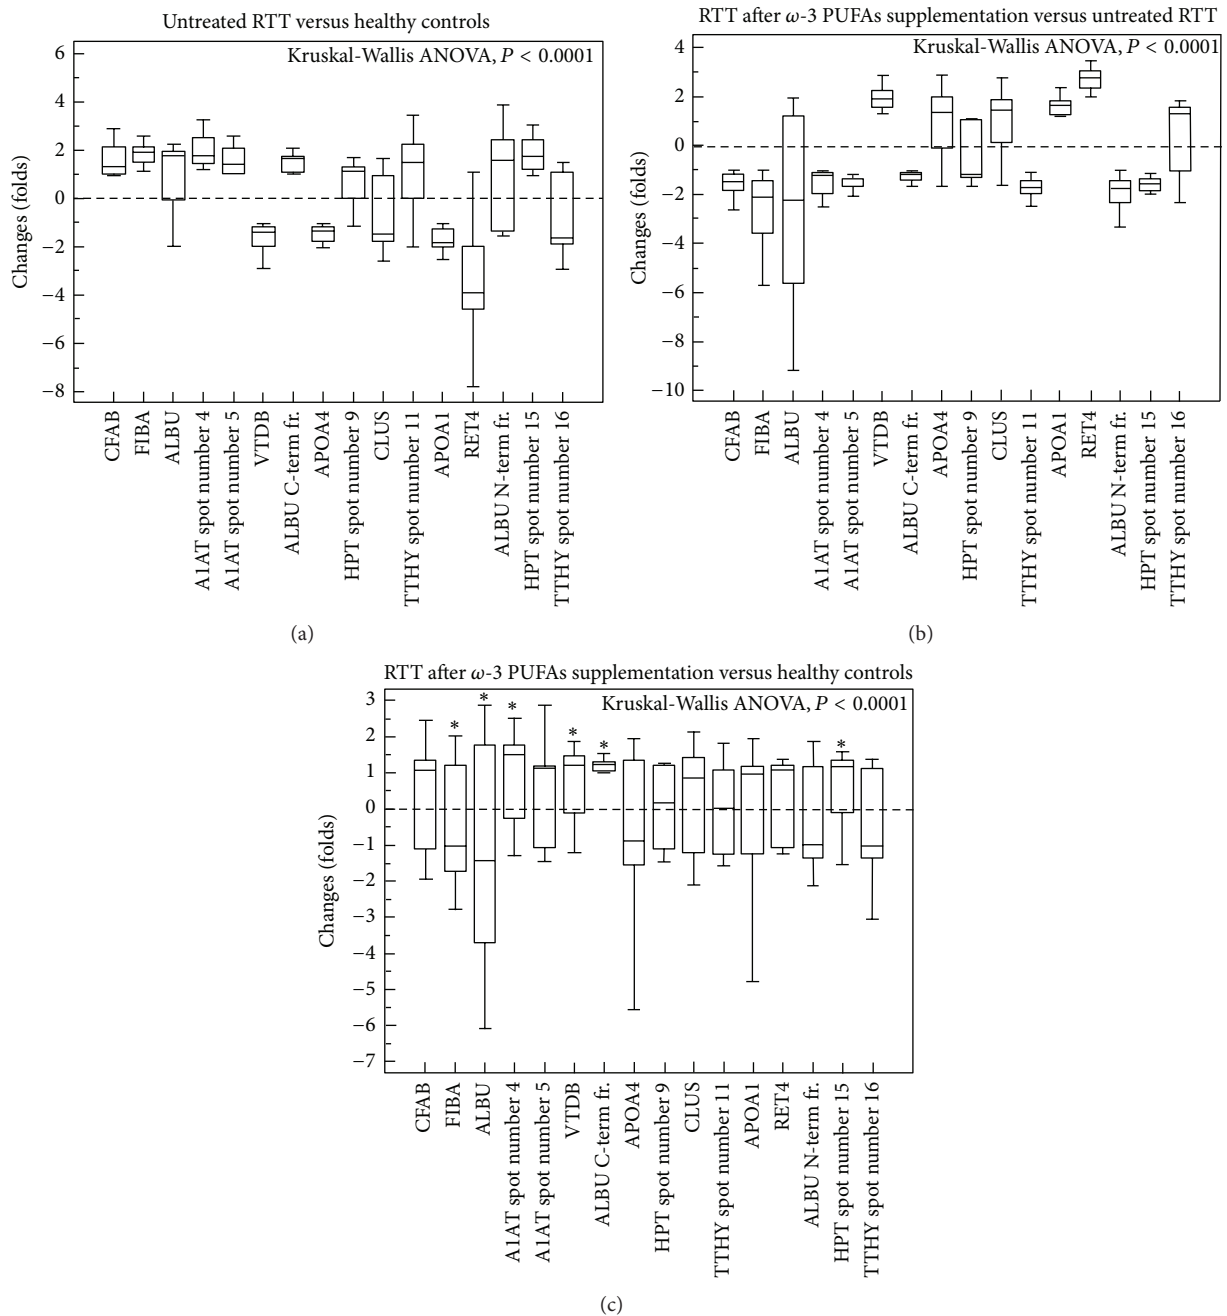 Untreated RTT versus healthy controls
Kruskal-Wallis ANOVA, P < 0.0001
Changes (folds)
6
4
2
0
−2
−4
−6
−8
CFAB
FIBA
ALBU
A1AT spot number 4
A1AT spot number 5
VTDB
ALBU C-term fr.
APOA4
HPT spot number 9
CLUS
TTHY spot number 11
APOA1
RET4
ALBU N-term fr.
HPT spot number 15
TTHY spot number 16
(a)
RTT after ω-3 PUFAs supplementation versus untreated RTT
Kruskal-Wallis ANOVA, P < 0.0001
Changes (folds)
4
2
0
−2
−4
−6
−8
−10
CFAB
FIBA
ALBU
A1AT spot number 4
A1AT spot number 5
VTDB
ALBU C-term fr.
APOA4
HPT spot number 9
CLUS
TTHY spot number 11
APOA1
RET4
ALBU N-term fr.
HPT spot number 15
TTHY spot number 16
(b)
RTT after ω-3 PUFAs supplementation versus healthy controls
Kruskal-Wallis ANOVA, P < 0.0001
Changes (folds)
3
2
1
0
−1
−2
−3
−4
−5
−6
−7
* * * * * *
CFAB
FIBA
ALBU
A1AT spot number 4
A1AT spot number 5
VTDB
ALBU C-term fr.
APOA4
HPT spot number 9
CLUS
TTHY spot number 11
APOA1
RET4
ALBU N-term fr.
HPT spot number 15
TTHY spot number 16
(c)